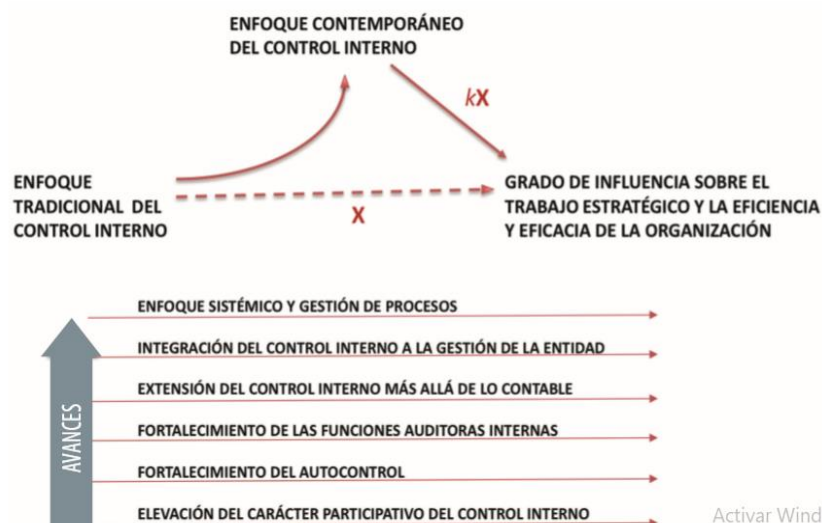 ENFOQUE CONTEMPORÁNEO
DEL CONTROL INTERNO
kX
ENFOQUE
TRADICIONAL DEL
CONTROL INTERNO
X
GRADO DE INFLUENCIA SOBRE EL
TRABAJO ESTRATÉGICO Y LA EFICIENCIA
Y EFICACIA DE LA ORGANIZACIÓN
AVANCES
ENFOQUE SISTÉMICO Y GESTIÓN DE PROCESOS
INTEGRACIÓN DEL CONTROL INTERNO A LA GESTIÓN DE LA ENTIDAD
EXTENSIÓN DEL CONTROL INTERNO MÁS ALLÁ DE LO CONTABLE
FORTALECIMIENTO DE LAS FUNCIONES AUDITORAS INTERNAS
FORTALECIMIENTO DEL AUTOCONTROL
ELEVACIÓN DEL CARÁCTER PARTICIPATIVO DEL CONTROL INTERNO
Activar Wind